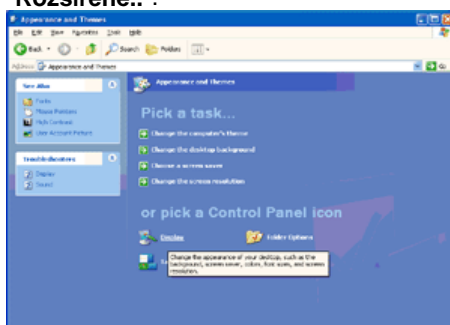 Rozšířené..".
Appearance and Themes
File Edit View Favorites Tools Help
Back Search Folders
Address Appearance and Themes Go
See Also
Fonts
Mouse Pointers
High Contrast
User Account Picture
Troubleshooters
Display
Sound
Appearance and Themes
Pick a task...
Change the computer's theme
Change the desktop background
Choose a screen saver
Change the screen resolution
or pick a Control Panel icon
Display Folder Options
Change the appearance of your desktop, such as the
background, screen saver, colors, font sizes, and screen
resolution.